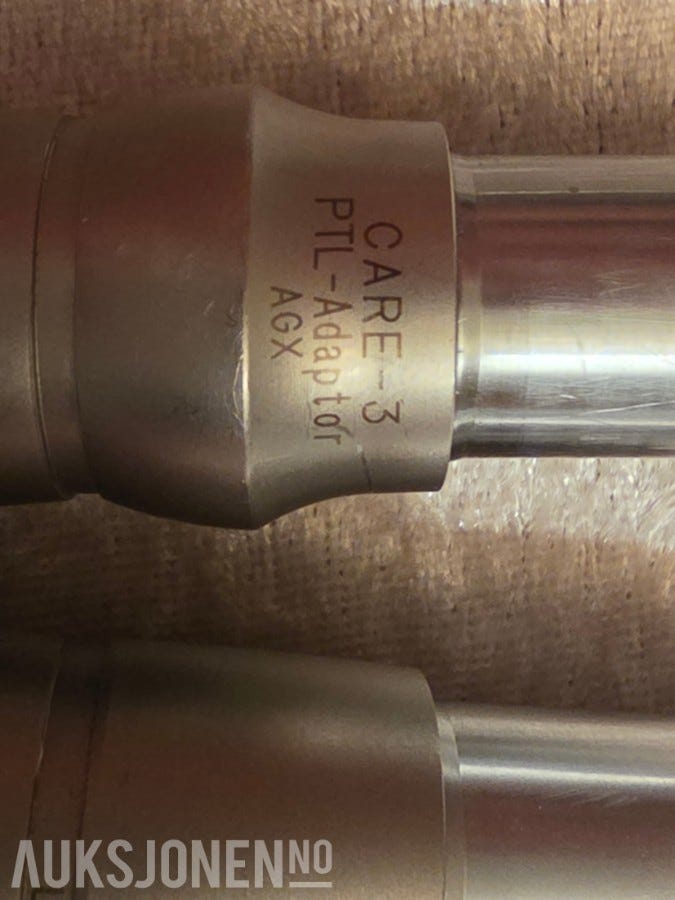 CARE-3
PTL-Adaptor
AGX
AUKSJONEN.NO